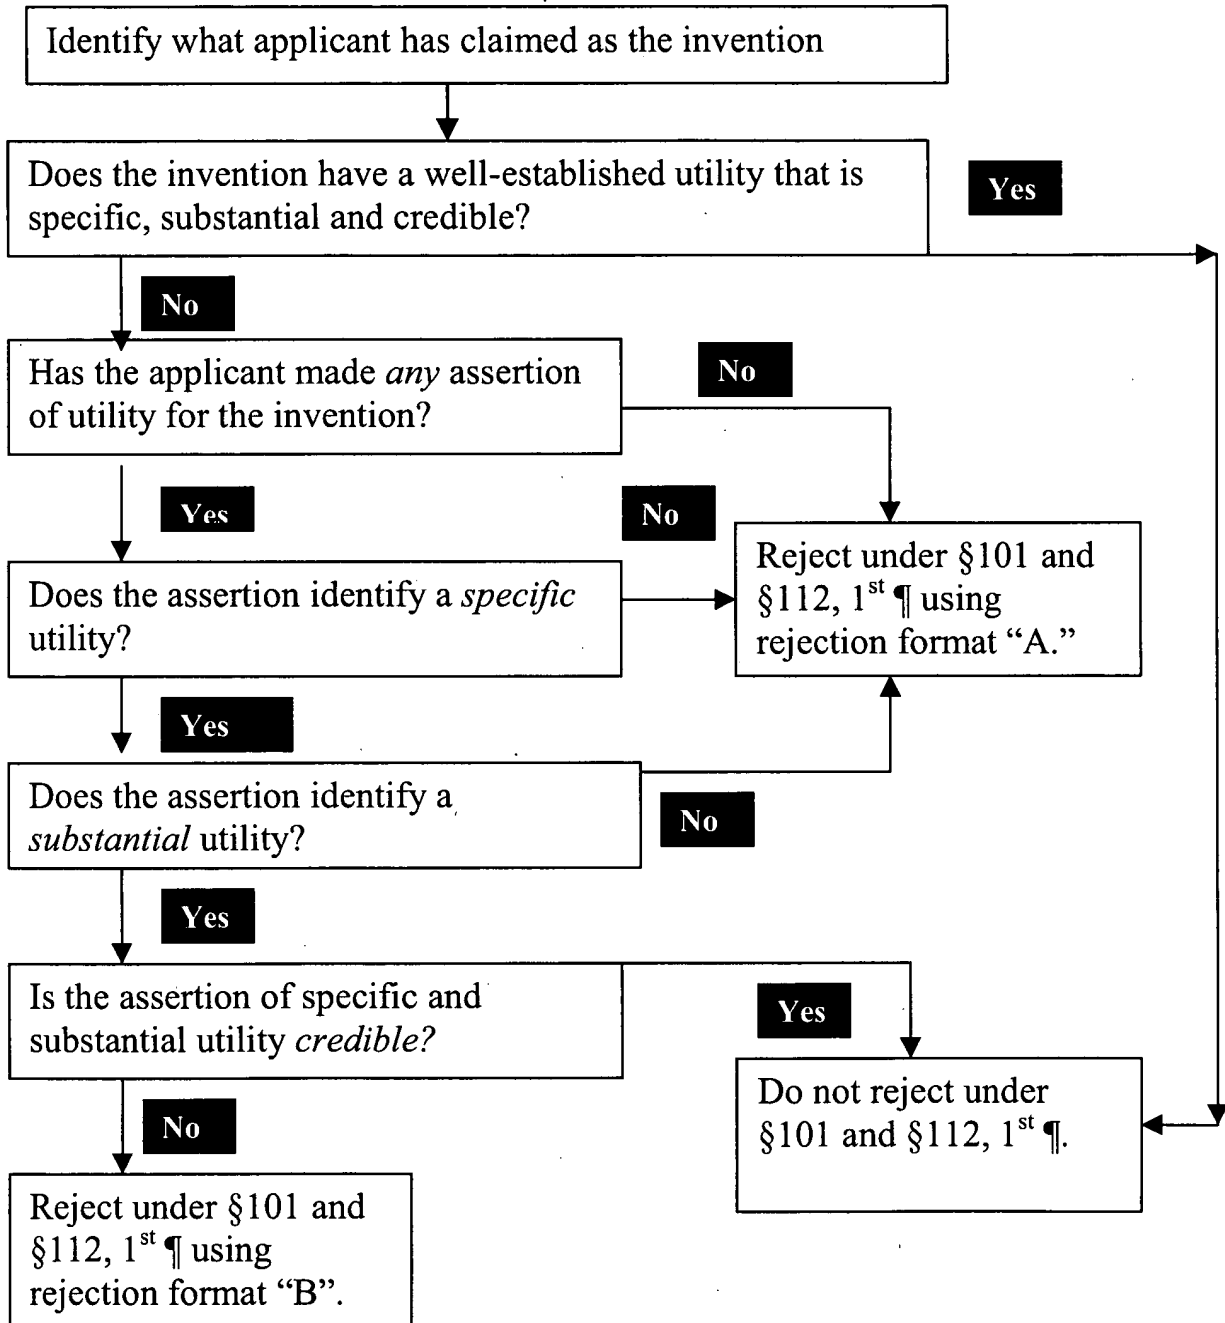 Identify what applicant has claimed as the invention
Does the invention have a well-established utility that is
specific, substantial and credible?
Yes
No
Has the applicant made any assertion
of utility for the invention?
No
Yes
No
Does the assertion identify a specific
utility?
Reject under §101 and
§112, 1st ¶ using
rejection format “A.”
Yes
Does the assertion identify a
substantial utility?
No
Yes
Is the assertion of specific and
substantial utility credible?
Yes
No
Do not reject under
§101 and §112, 1st ¶.
Reject under §101 and
§112, 1st ¶ using
rejection format “B”.